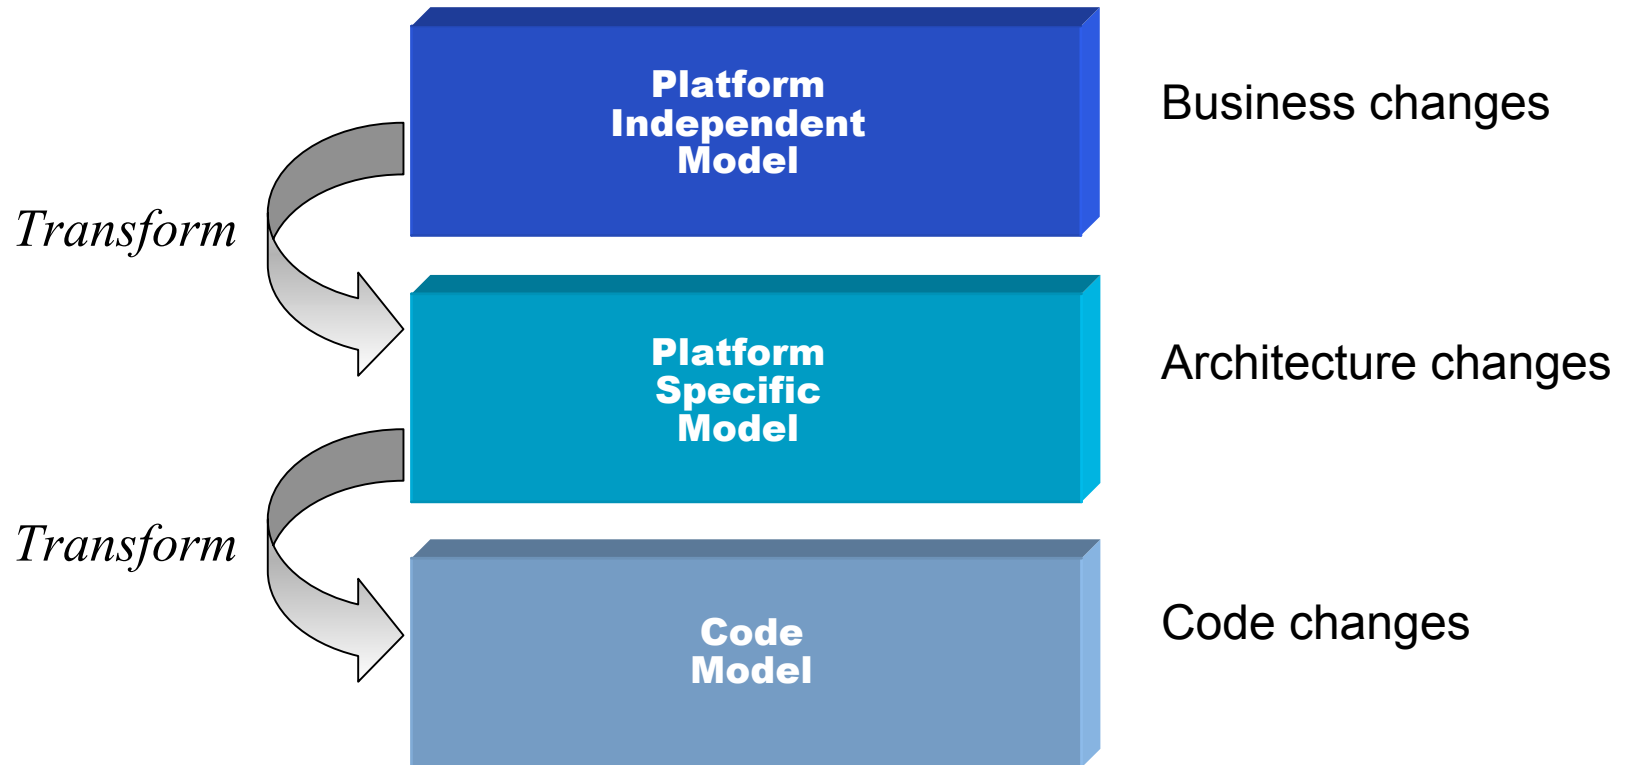 Platform
Independent
Model
Business changes
Transform
Platform
Specific
Model
Architecture changes
Transform
Code
Model
Code changes